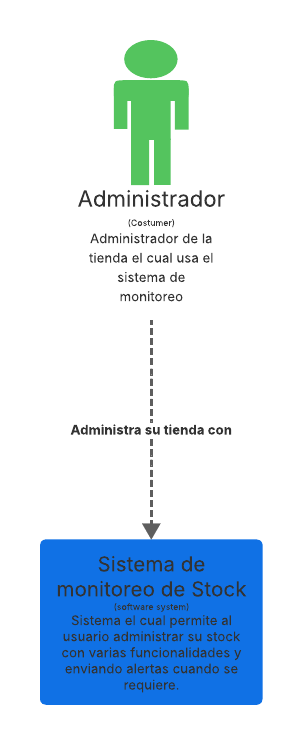 Administrador
(Costumer)
Administrador de la
tienda el cual usa el
sistema de
monitoreo
Administra su tienda con
Sistema de
monitoreo de Stock
(software system)
Sistema el cual permite al
usuario administrar su stock
con varias funcionalidades y
enviando alertas cuando se
requiere.